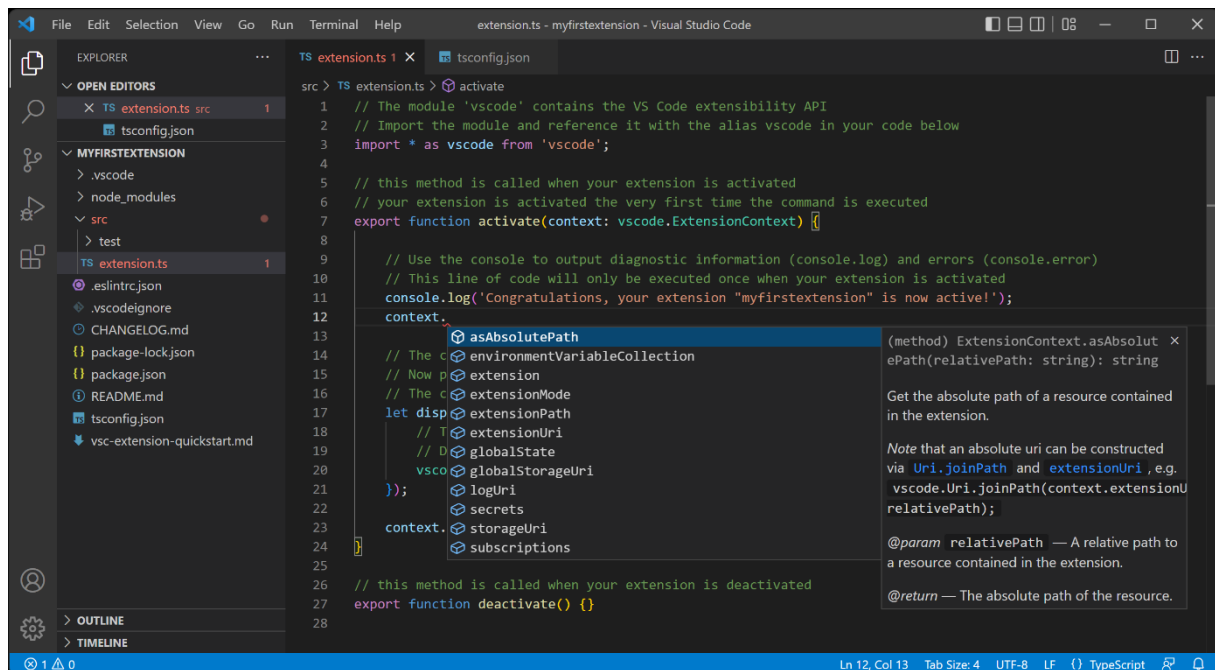 File Edit Selection View Go Run Terminal Help extension.ts - myfirstextension - Visual Studio Code
EXPLORER ...
OPEN EDITORS
TS extension.ts src 1
tsconfig.json
MYFIRSTEXTENSION
.vscode
node_modules
src
test
TS extension.ts 1
.eslintrc.json
.vscodeignore
CHANGELOG.md
{} package-lock.json
{} package.json
README.md
TS tsconfig.json
vsc-extension-quickstart.md
OUTLINE
TIMELINE
TS extension.ts 1 tsconfig.json ...
src > TS extension.ts > activate
1 // The module 'vscode' contains the VS Code extensibility API
2 // Import the module and reference it with the alias vscode in your code below
3 import * as vscode from 'vscode';
4
5 // this method is called when your extension is activated
6 // your extension is activated the very first time the command is executed
7 export function activate(context: vscode.ExtensionContext) {
8
9 // Use the console to output diagnostic information (console.log) and errors (console.error)
10 // This line of code will only be executed once when your extension is activated
11 console.log('Congratulations, your extension "myfirstextension" is now active!');
12 context.
13
14 // The c
15 // Now p
16 // The c
17 let disp
18 // T
19 // D
20 vsco
21 });
22
23 context.
24 }
25
26 // this method is called when your extension is deactivated
27 export function deactivate() {}
28
asAbsolutePath
environmentVariableCollection
extension
extensionMode
extensionPath
extensionUri
globalState
globalStorageUri
logUri
secrets
storageUri
subscriptions
(method) ExtensionContext.asAbsolut
ePath(relativePath: string): string
Get the absolute path of a resource contained
in the extension.
Note that an absolute uri can be constructed
via Uri.joinPath and extensionUri , e.g.
vscode.Uri.joinPath(context.extensionU
relativePath);
@param relativePath — A relative path to
a resource contained in the extension.
@return — The absolute path of the resource.
1 0 Ln 12, Col 13 Tab Size: 4 UTF-8 LF {} TypeScript